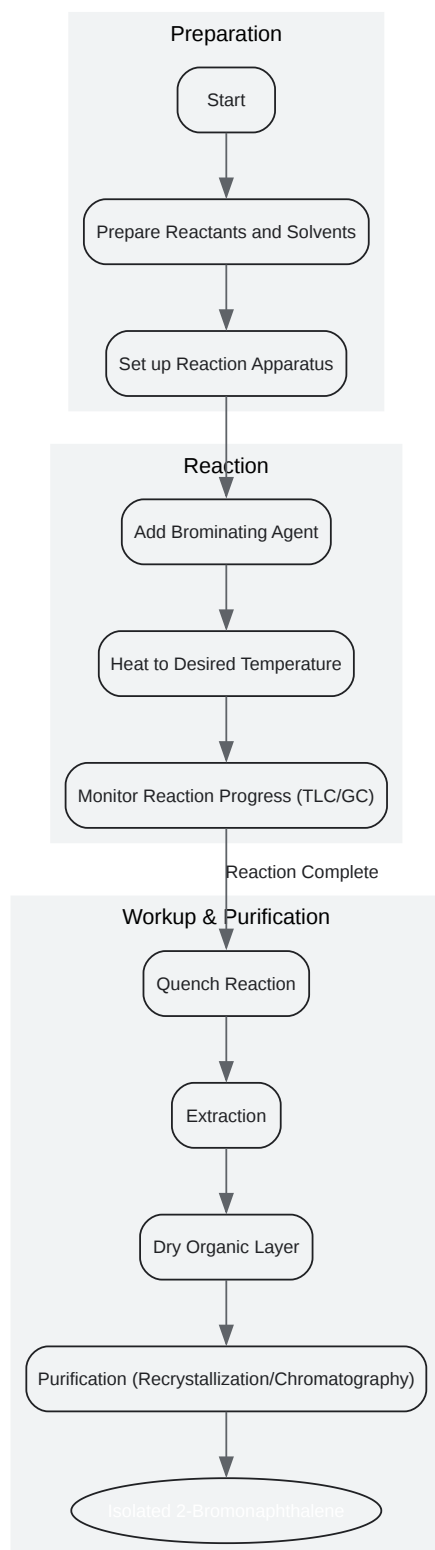 Preparation
Start
Prepare Reactants and Solvents
Set up Reaction Apparatus
Reaction
Add Brominating Agent
Heat to Desired Temperature
Monitor Reaction Progress (TLC/GC)
Reaction Complete
Workup & Purification
Quench Reaction
Extraction
Dry Organic Layer
Purification (Recrystallization/Chromatography)
Isolated 2-Bromonaphthalene